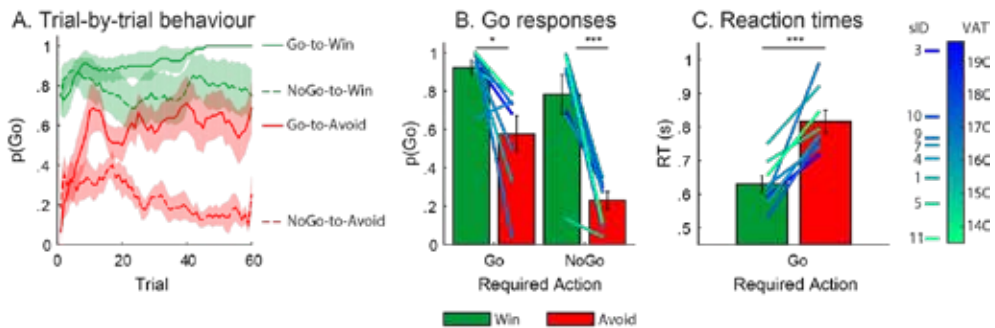 A. Trial-by-trial behaviour
1
.8
.6
.4
.2
0
p(Go)
0
20
40
60
Trial
Go-to-Win
NoGo-to-Win
Go-to-Avoid
NoGo-to-Avoid
B. Go responses
*
***
1
.8
.6
.4
.2
0
p(Go)
Go
NoGo
Required Action
Win
Avoid
C. Reaction times
***
1
.9
.8
.7
.6
.5
RT (s)
Go
Required Action
sID
3
10
9
7
4
1
5
11